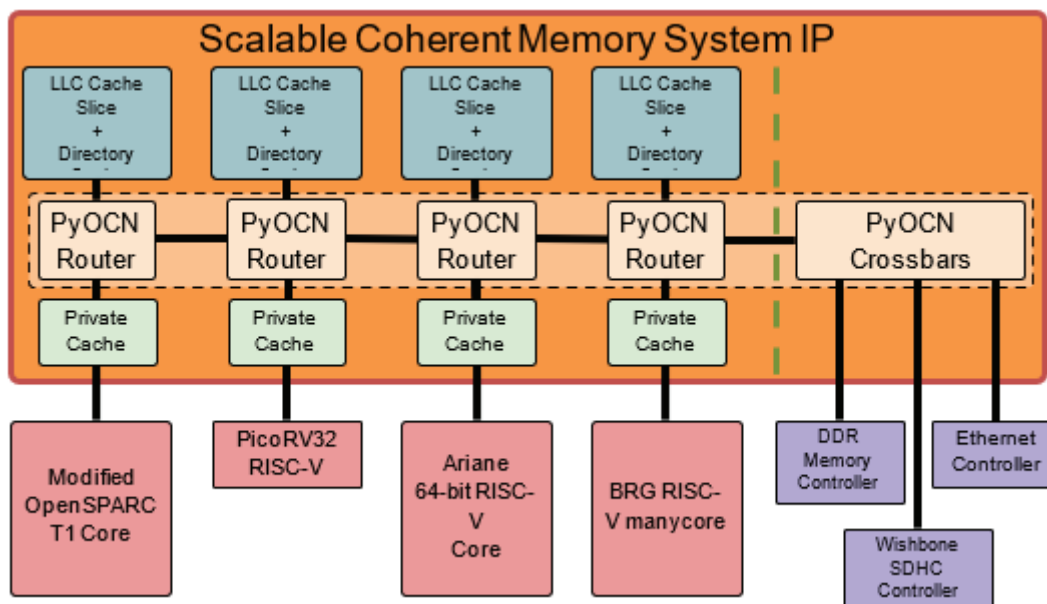 Scalable Coherent Memory System IP
LLC Cache
Slice
+
Directory
LLC Cache
Slice
+
Directory
LLC Cache
Slice
+
Directory
LLC Cache
Slice
+
Directory
PyOCN
Router
PyOCN
Router
PyOCN
Router
PyOCN
Router
PyOCN
Crossbars
Private
Cache
Private
Cache
Private
Cache
Private
Cache
Modified
OpenSPARC
T1 Core
PicoRV32
RISC-V
Ariane
64-bit RISC-
V
Core
BRG RISC-
V manycore
DDR
Memory
Controller
Wishbone
SDHC
Controller
Ethernet
Controller